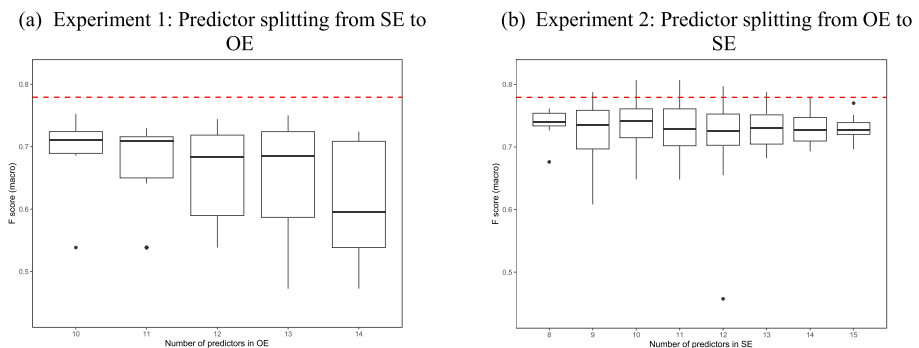 (a) Experiment 1: Predictor splitting from SE to
OE
0.8
0.7
0.6
0.5
F score (macro)
10 11 12 13 14
Number of predictors in OE
(b) Experiment 2: Predictor splitting from OE to
SE
0.8
0.7
0.6
0.5
F score (macro)
8 9 10 11 12 13 14 15
Number of predictors in SE